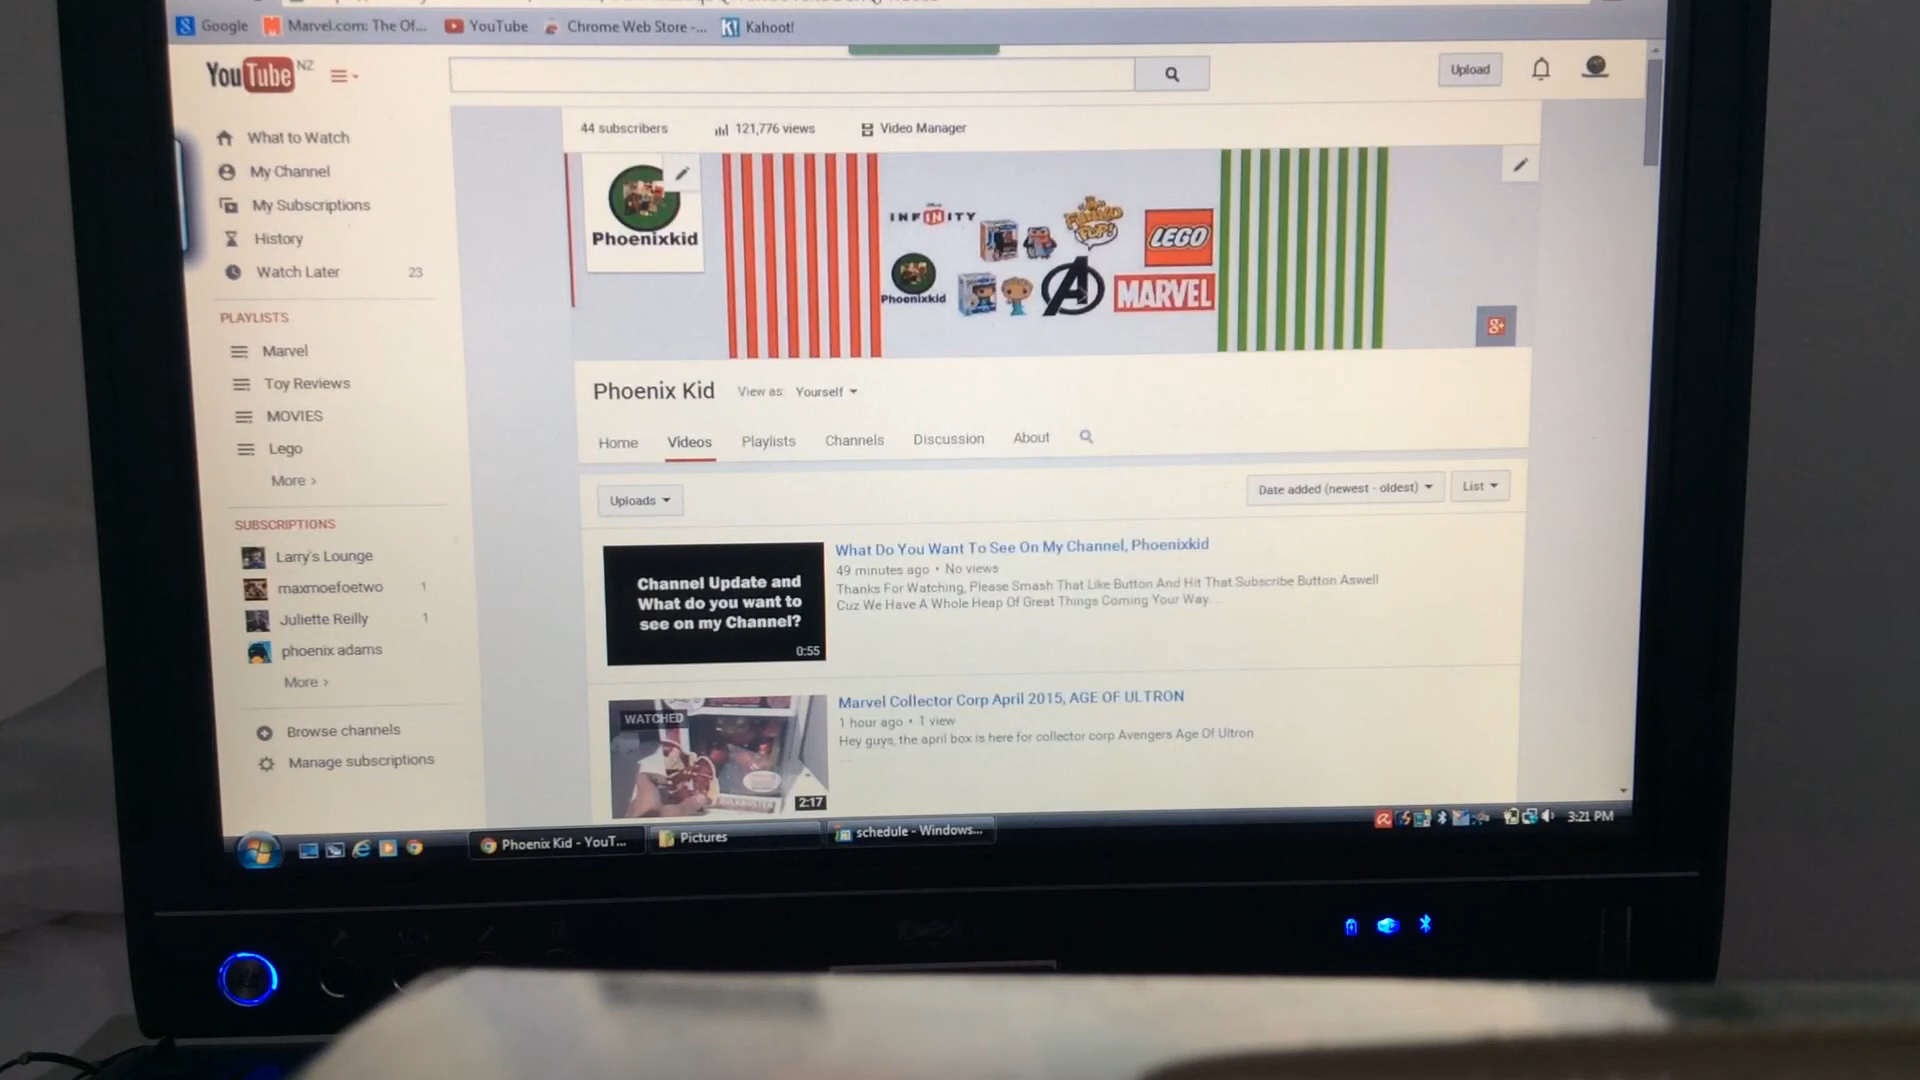 Google Marvel.com: The Of... YouTube Chrome Web Store -... K! Kahoot!
YouTube NZ
Upload
What to Watch
My Channel
My Subscriptions
History
Watch Later 23
PLAYLISTS
Marvel
Toy Reviews
MOVIES
Lego
More >
SUBSCRIPTIONS
Larry's Lounge
maxmoefoetwo 1
Juliette Reilly 1
phoenix adams
More >
Browse channels
Manage subscriptions
44 subscribers 121,776 views Video Manager
Phoenixkid
INFINITY
FUNKO
POP!
LEGO
Phoenixkid
MARVEL
g+
Phoenix Kid View as: Yourself
Home Videos Playlists Channels Discussion About
Uploads Date added (newest - oldest) List
Channel Update and
What do you want to
see on my Channel?
0:55
What Do You Want To See On My Channel, Phoenixkid
49 minutes ago • No views
Thanks For Watching, Please Smash That Like Button And Hit That Subscribe Button Aswell
Cuz We Have A Whole Heap Of Great Things Coming Your Way. ...
WATCHED
2:17
Marvel Collector Corp April 2015, AGE OF ULTRON
1 hour ago • 1 view
Hey guys, the april box is here for collector corp Avengers Age Of Ultron
Phoenix Kid - YouT... Pictures schedule - Windows... 3:21 PM